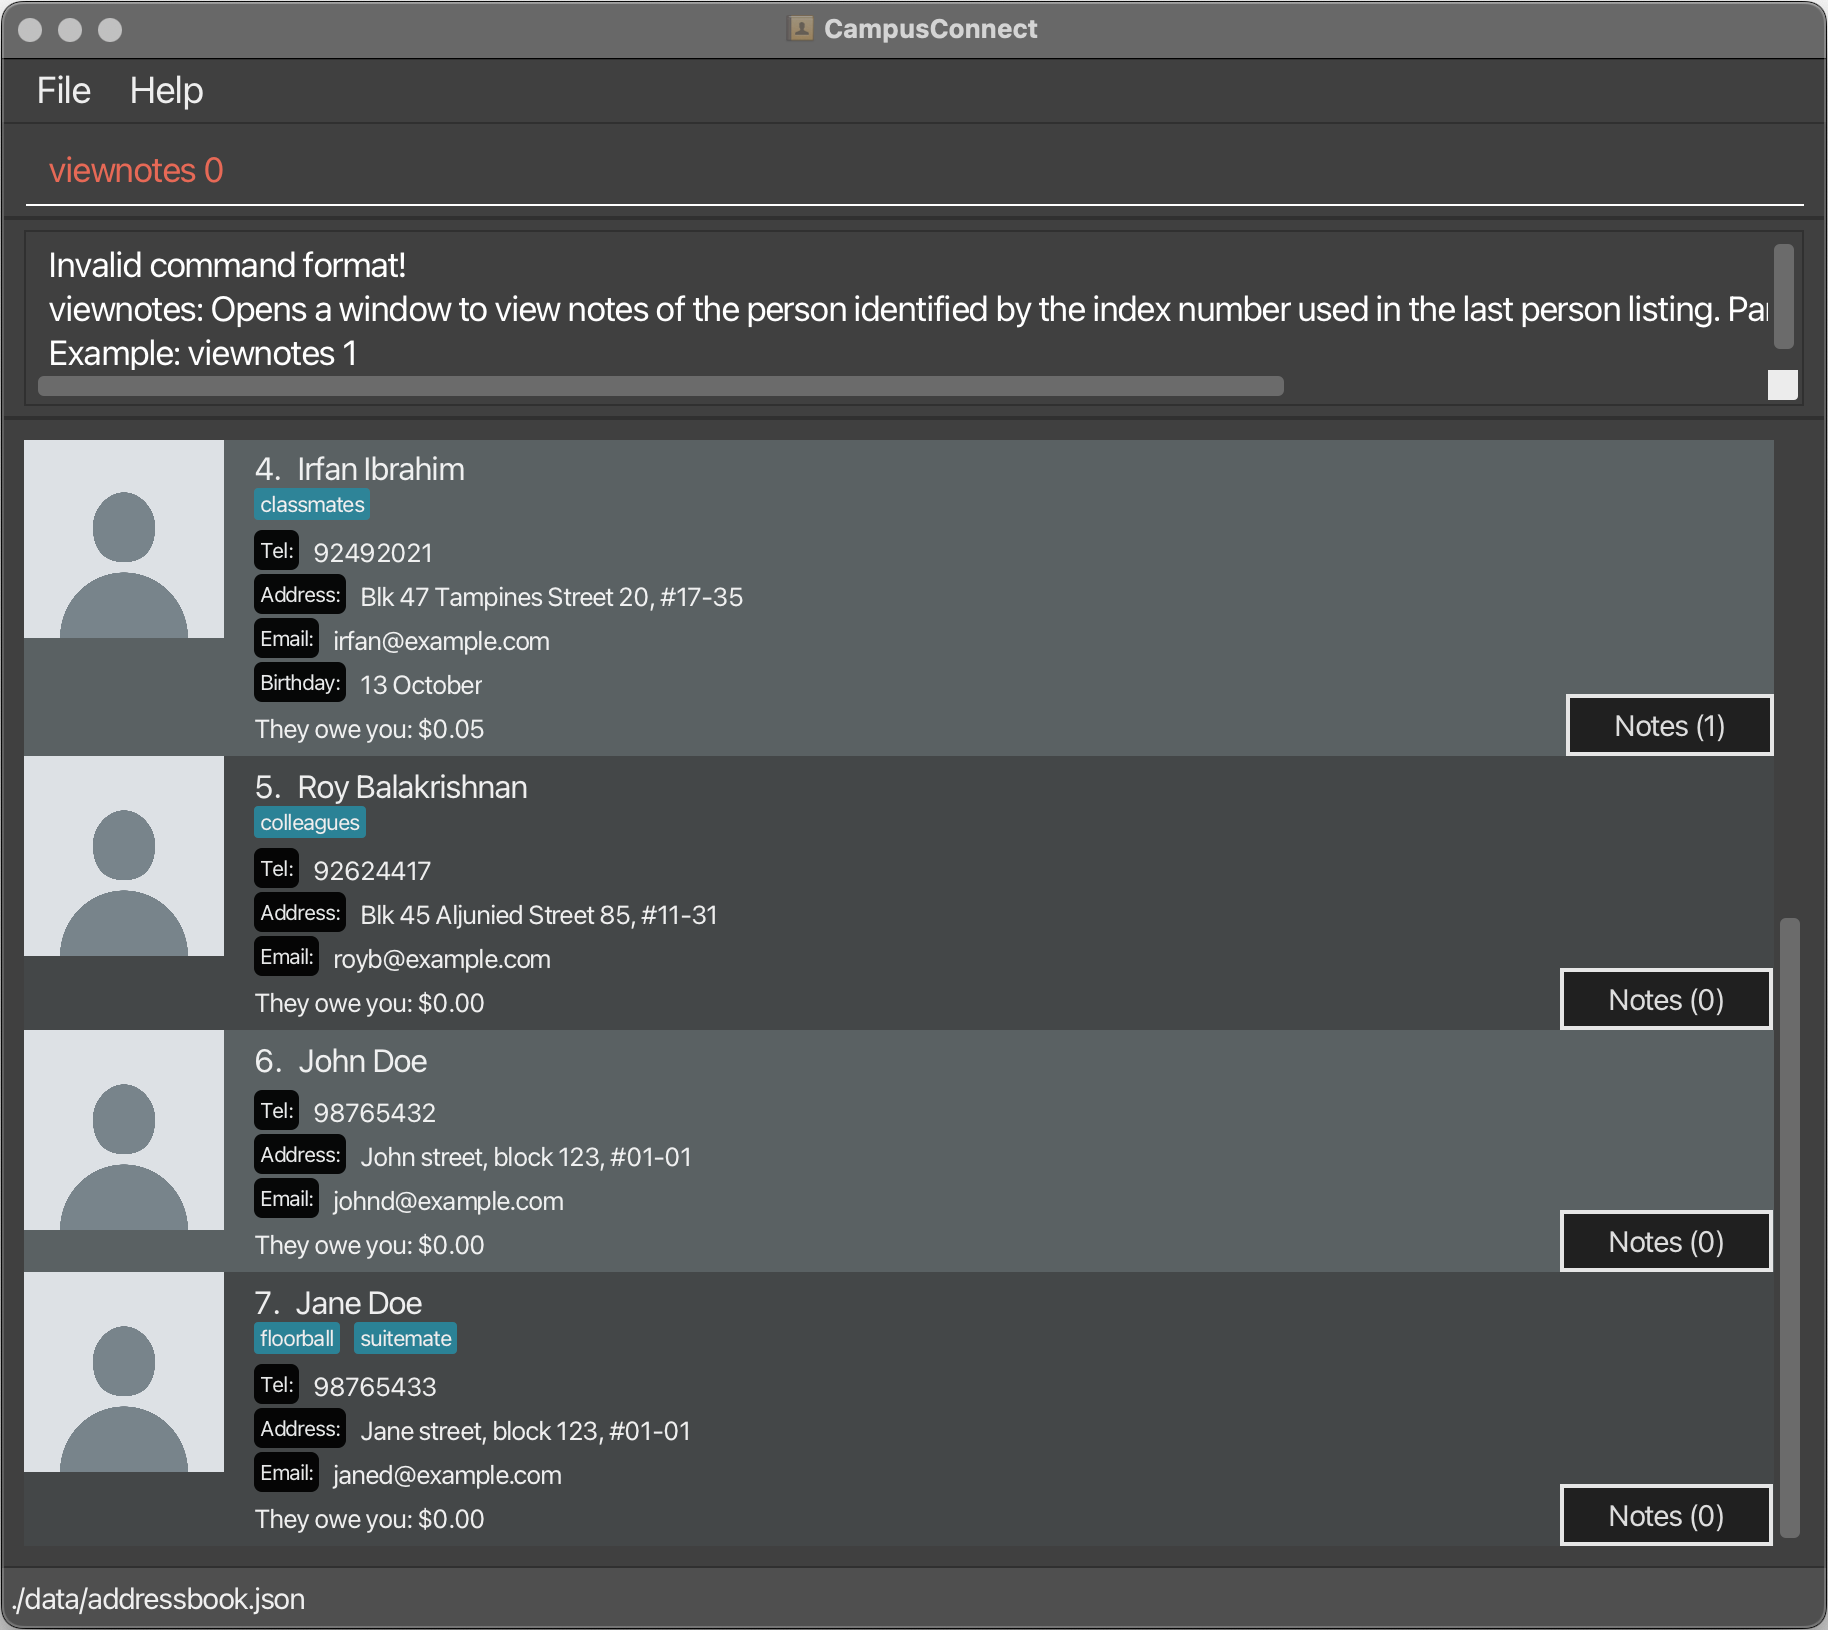 CampusConnect
File Help
viewnotes 0
Invalid command format!
viewnotes: Opens a window to view notes of the person identified by the index number used in the last person listing.
Example: viewnotes 1
4. Irfan Ibrahim
classmates
Tel: 92492021
Address: Blk 47 Tampines Street 20, #17-35
Email: irfan@example.com
Birthday: 13 October
They owe you: $0.05
Notes (1)
5. Roy Balakrishnan
colleagues
Tel: 92624417
Address: Blk 45 Aljunied Street 85, #11-31
Email: royb@example.com
They owe you: $0.00
Notes (0)
6. John Doe
Tel: 98765432
Address: John street, block 123, #01-01
Email: johnd@example.com
They owe you: $0.00
Notes (0)
7. Jane Doe
floorball suitemate
Tel: 98765433
Address: Jane street, block 123, #01-01
Email: janed@example.com
They owe you: $0.00
Notes (0)
./data/addressbook.json